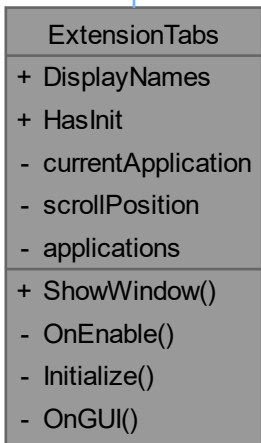 ExtensionTabs
+ DisplayNames
+ HasInit
- currentApplication
- scrollPosition
- applications
+ ShowWindow()
- OnEnable()
- Initialize()
- OnGUI()